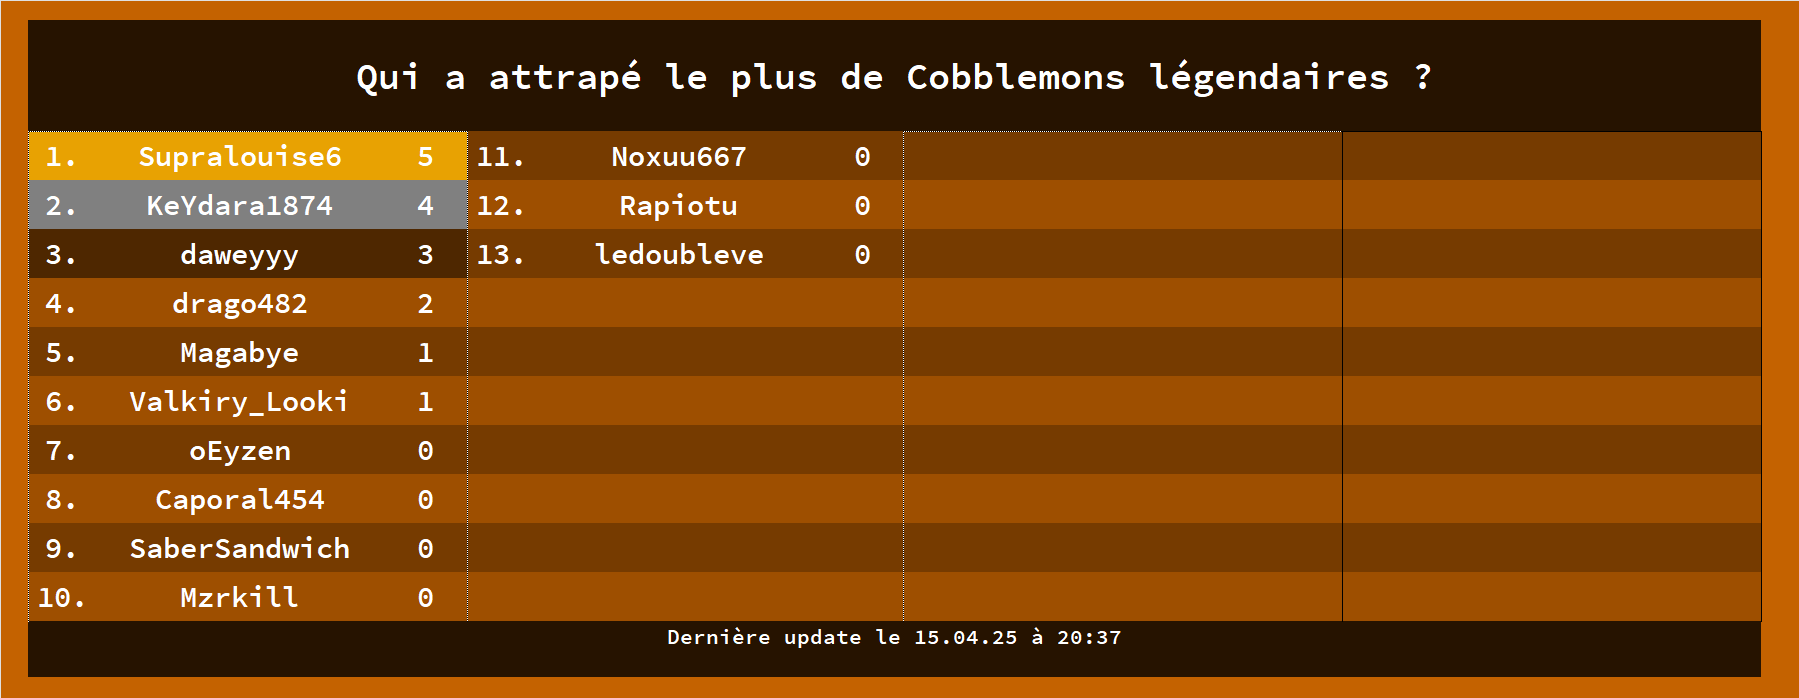 Qui a attrapé le plus de Cobblemons légendaires ?
1. Supralouise6 5
2. KeYdara1874 4
3. daweyyy 3
4. drago482 2
5. Magabye 1
6. Valkiry_Looki 1
7. oEyzen 0
8. Caporal454 0
9. SaberSandwich 0
10. Mzrkill 0
11. Noxuu667 0
12. Rapiotu 0
13. ledoubleve 0
Dernière update le 15.04.25 à 20:37